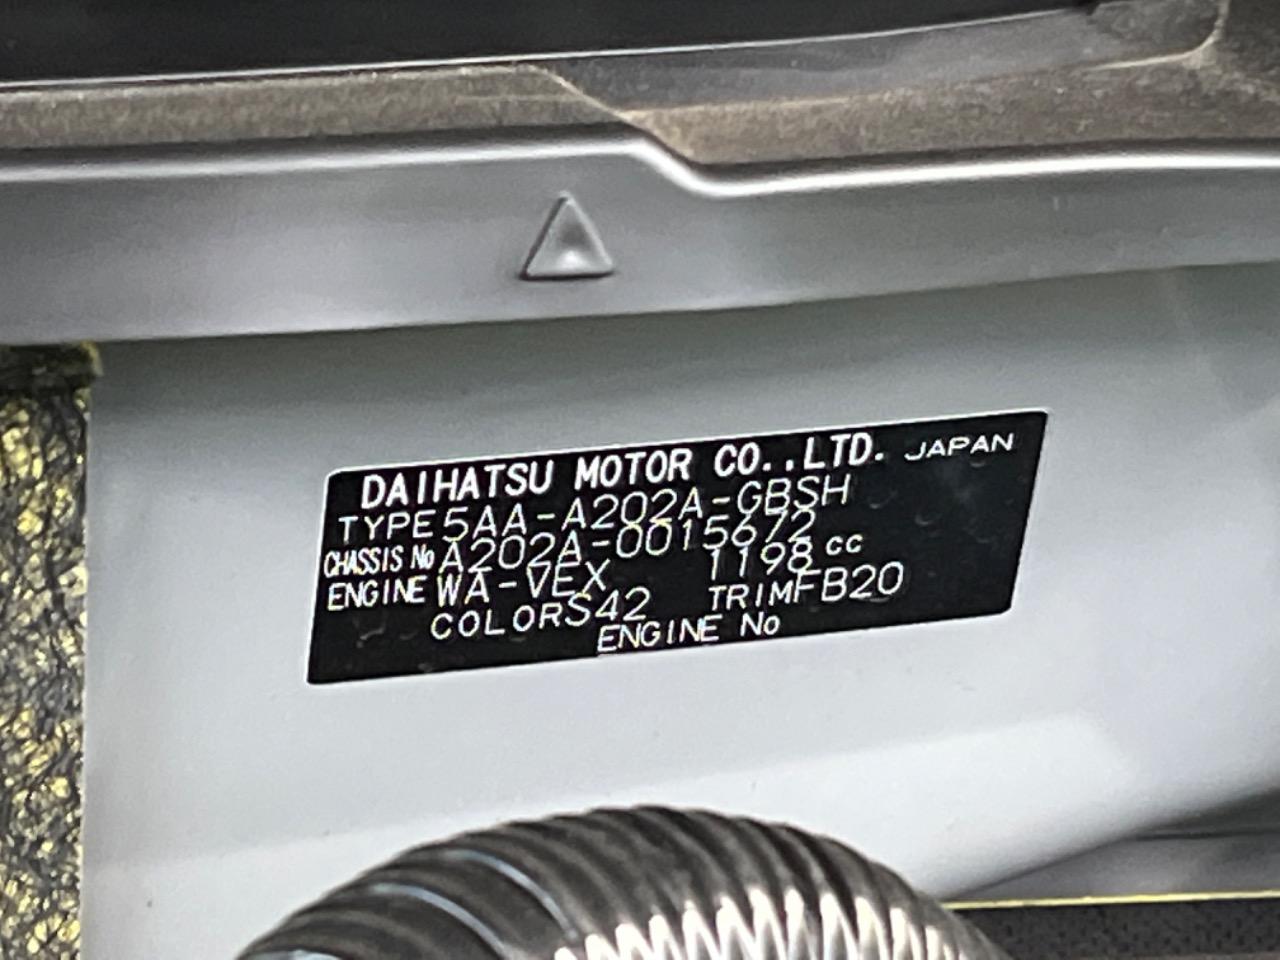 DAIHATSU MOTOR CO.,LTD. JAPAN
TYPE 5AA-A202A-GBSH
CHASSIS No A202A-0015672
ENGINE WA-VEX 1198 cc
COLOR S42 TRIM FB20
ENGINE No